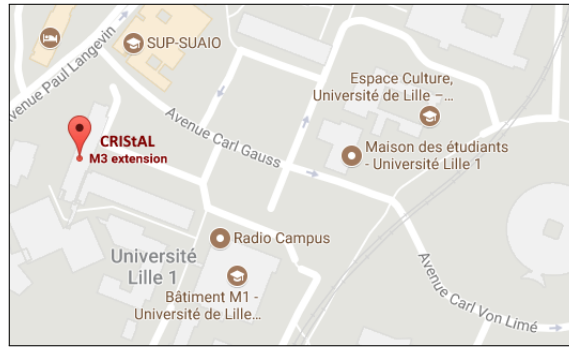 SUP-SUAIO
Avenue Paul Langevin
Espace Culture,
Université de Lille –...
Avenue Carl Gauss
CRIStAL
M3 extension
Maison des étudiants
- Université Lille 1
Radio Campus
Université
Lille 1
Avenue Carl Von Limé
Bâtiment M1 -
Université de Lille...